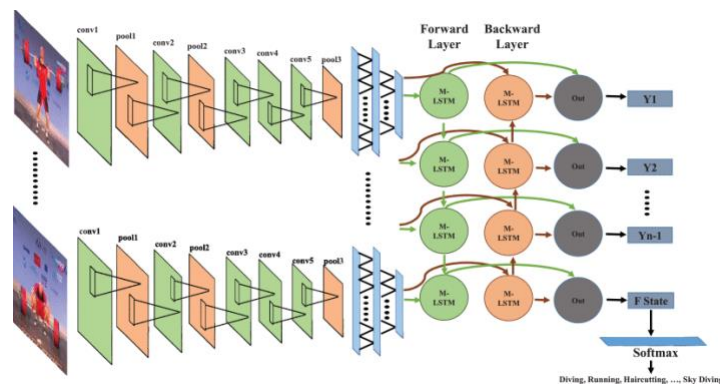 Forward Layer
Backward Layer
conv1
pool1
conv2
pool2
conv3
conv4
conv5
pool3
M-LSTM
M-LSTM
Out
Y1
M-LSTM
M-LSTM
Out
Y2
M-LSTM
M-LSTM
Out
Yn-1
conv1
pool1
conv2
pool2
conv3
conv4
conv5
pool3
M-LSTM
M-LSTM
Out
F State
Softmax
Diving, Running, Haircutting, ..., Sky Diving